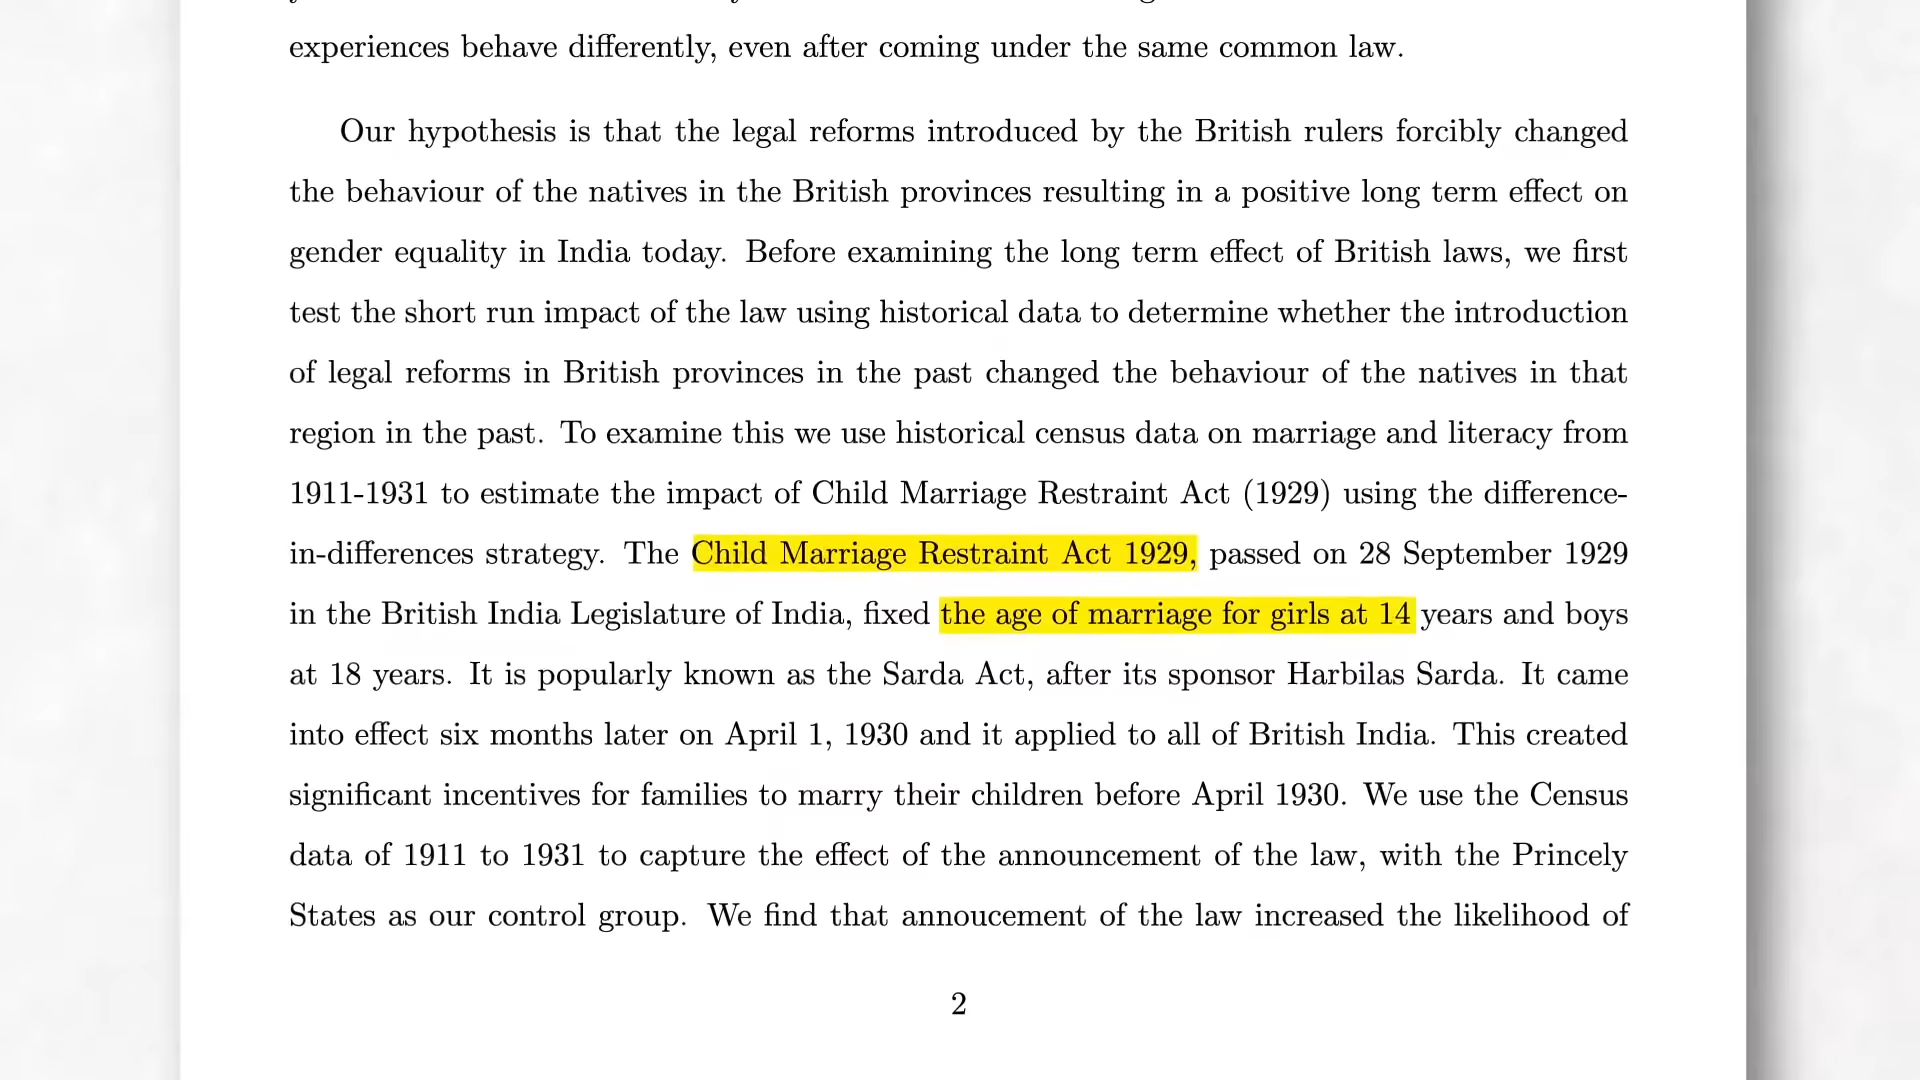 experiences behave differently, even after coming under the same common law.
Our hypothesis is that the legal reforms introduced by the British rulers forcibly changed
the behaviour of the natives in the British provinces resulting in a positive long term effect on
gender equality in India today. Before examining the long term effect of British laws, we first
test the short run impact of the law using historical data to determine whether the introduction
of legal reforms in British provinces in the past changed the behaviour of the natives in that
region in the past. To examine this we use historical census data on marriage and literacy from
1911-1931 to estimate the impact of Child Marriage Restraint Act (1929) using the difference-
in-differences strategy. The Child Marriage Restraint Act 1929, passed on 28 September 1929
in the British India Legislature of India, fixed the age of marriage for girls at 14 years and boys
at 18 years. It is popularly known as the Sarda Act, after its sponsor Harbilas Sarda. It came
into effect six months later on April 1, 1930 and it applied to all of British India. This created
significant incentives for families to marry their children before April 1930. We use the Census
data of 1911 to 1931 to capture the effect of the announcement of the law, with the Princely
States as our control group. We find that annoucement of the law increased the likelihood of
2